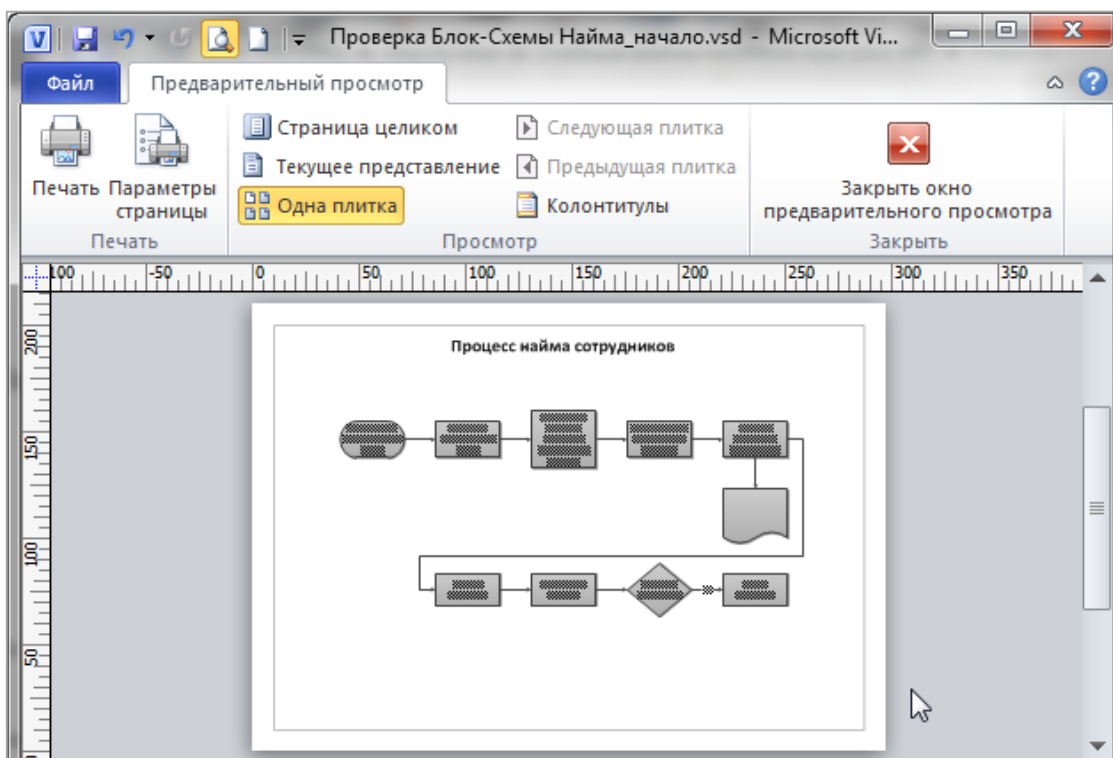 Проверка Блок-Схемы Найма_начало.vsd - Microsoft Vi...
Файл
Предварительный просмотр
Страница целиком
Следующая плитка
Текущее представление
Предыдущая плитка
Печать
Параметры страницы
Одна плитка
Колонтитулы
Закрыть окно
предварительного просмотра
Печать
Просмотр
Закрыть
100 -50 0 50 100 150 200 250 300 350
200
150
100
50
Процесс найма сотрудников